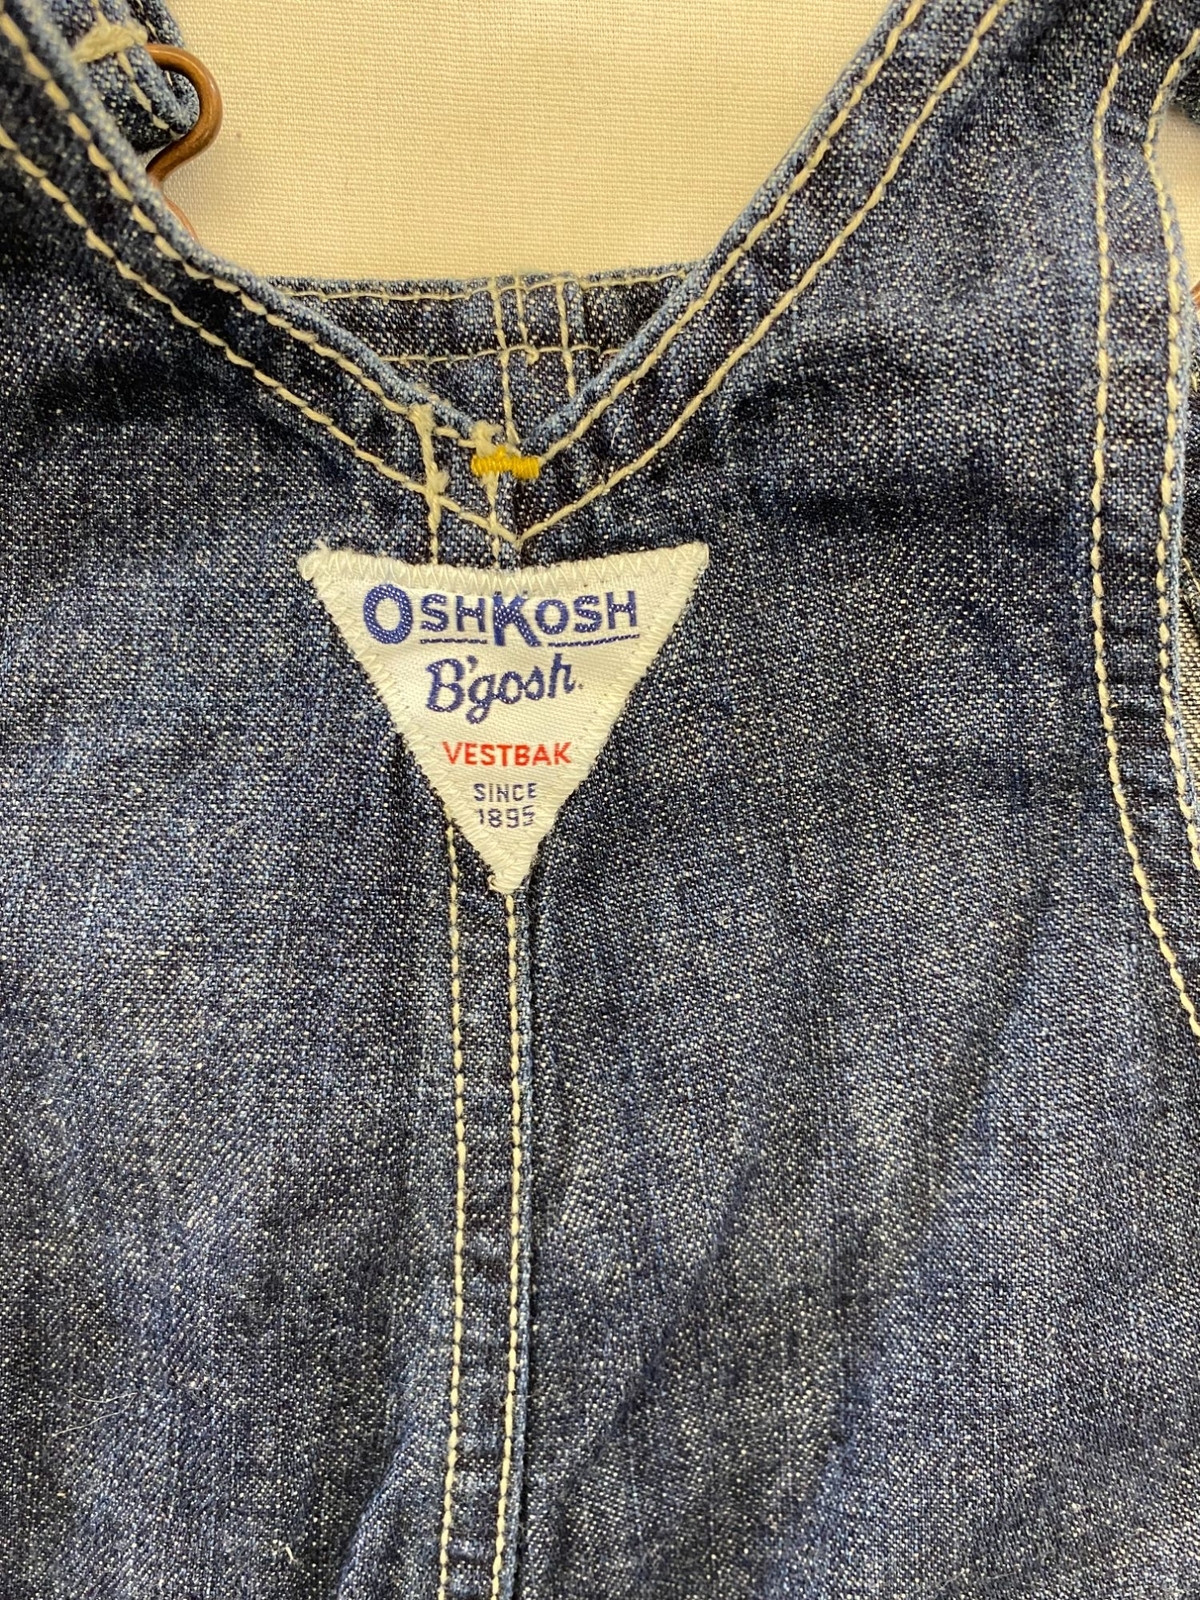 OSHKOSH
B'gosh.
VESTBAK
SINCE
1895